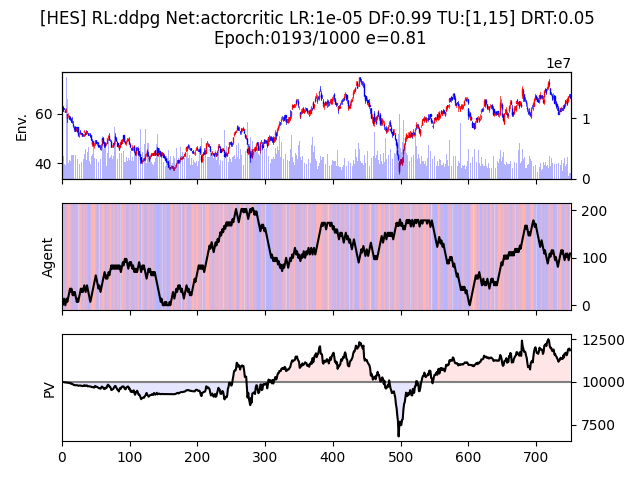 [HES] RL:ddpg Net:actorcritic LR:1e-05 DF:0.99 TU:[1,15] DRT:0.05
Epoch:0193/1000 e=0.81
1e7
Env.
60
40
1
0
Agent
200
100
0
PV
12500
10000
7500
0 100 200 300 400 500 600 700